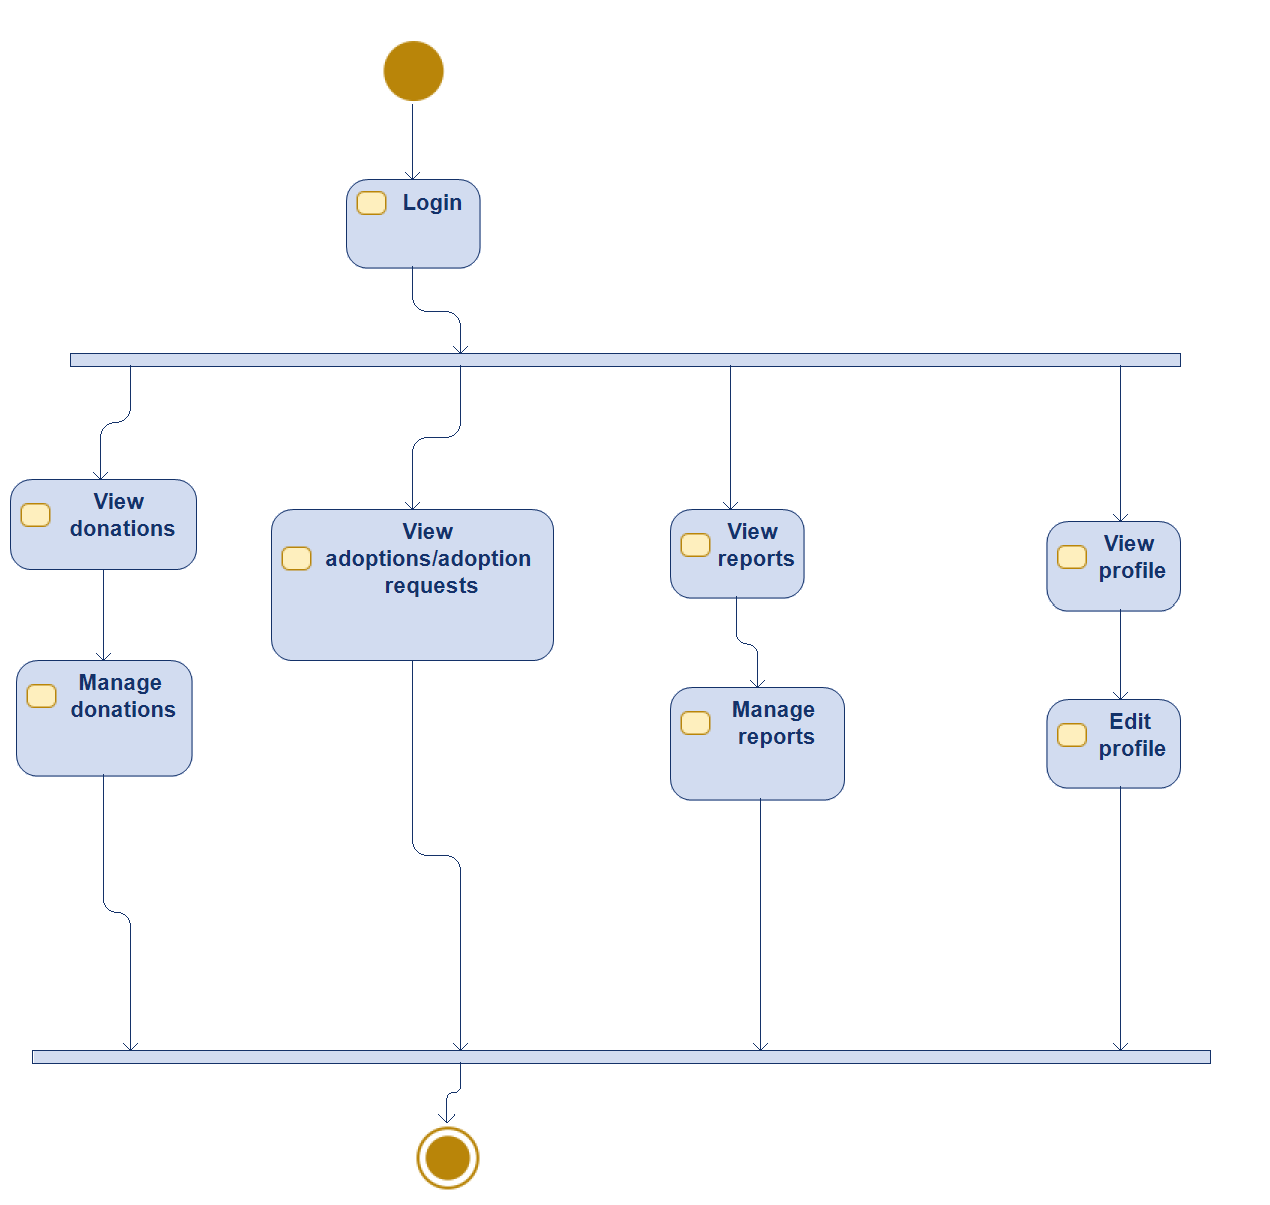 Login
View
donations
View
adoptions/adoption
requests
View
reports
View
profile
Manage
donations
Manage
reports
Edit
profile